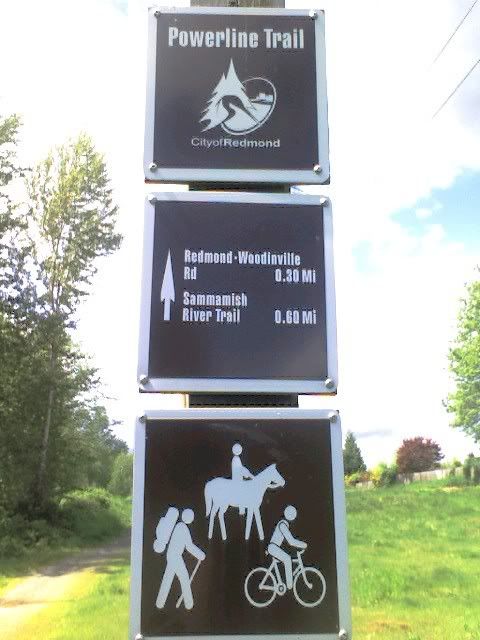 Powerline Trail
CityofRedmond
Redmond-Woodinville
Rd 0.30 Mi
Sammamish
River Trail 0.60 Mi